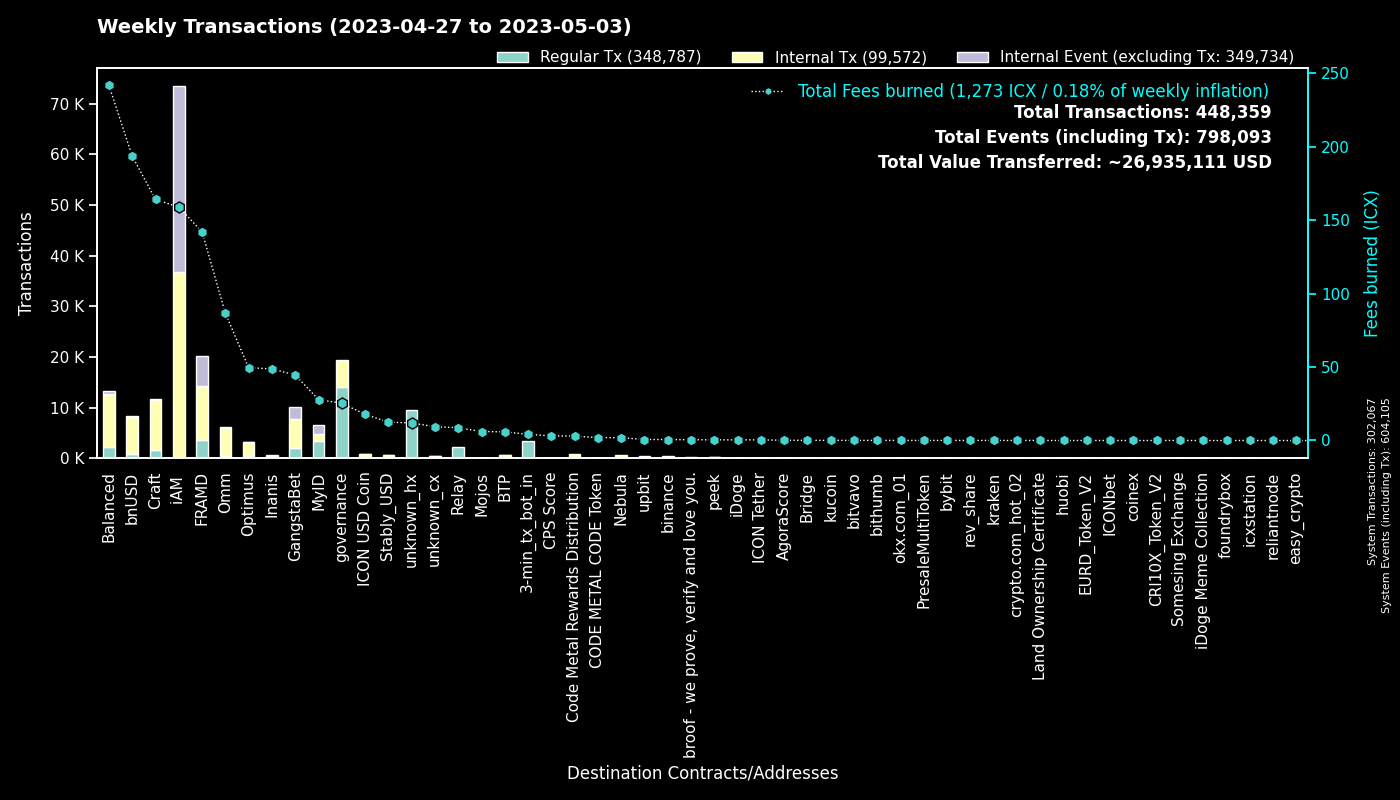 Weekly Transactions (2023-04-27 to 2023-05-03)
Regular Tx (348,787)
Internal Tx (99,572)
Internal Event (excluding Tx: 349,734)
Total Fees burned (1,273 ICX / 0.18% of weekly inflation)
Total Transactions: 448,359
Total Events (including Tx): 798,093
Total Value Transferred: ~26,935,111 USD
Transactions
70 K
60 K
50 K
40 K
30 K
20 K
10 K
0 K
250
200
150
100
50
0
Fees burned (ICX)
System Transactions: 302,067
System Events (including Tx): 604,105
Balanced
bnUSD
Craft
iAM
FRAMD
Omm
Optimus
Inanis
GangstaBet
MyID
governance
ICON USD Coin
Stably_USD
unknown_hx
unknown_cx
Relay
Mojos
BTP
3-min_tx_bot_in
CPS Score
Code Metal Rewards Distribution
CODE METAL CODE Token
Nebula
upbit
binance
broof - we prove, verify and love you.
peek
iDoge
ICON Tether
AgoraScore
Bridge
kucoin
bitvavo
bithumb
okx.com_01
PresaleMultiToken
bybit
rev_share
kraken
crypto.com_hot_02
Land Ownership Certificate
huobi
EURD_Token_V2
ICONbet
coinex
CRI10X_Token_V2
Somesing Exchange
iDoge Meme Collection
foundrybox
icxstation
reliantnode
easy_crypto
Destination Contracts/Addresses